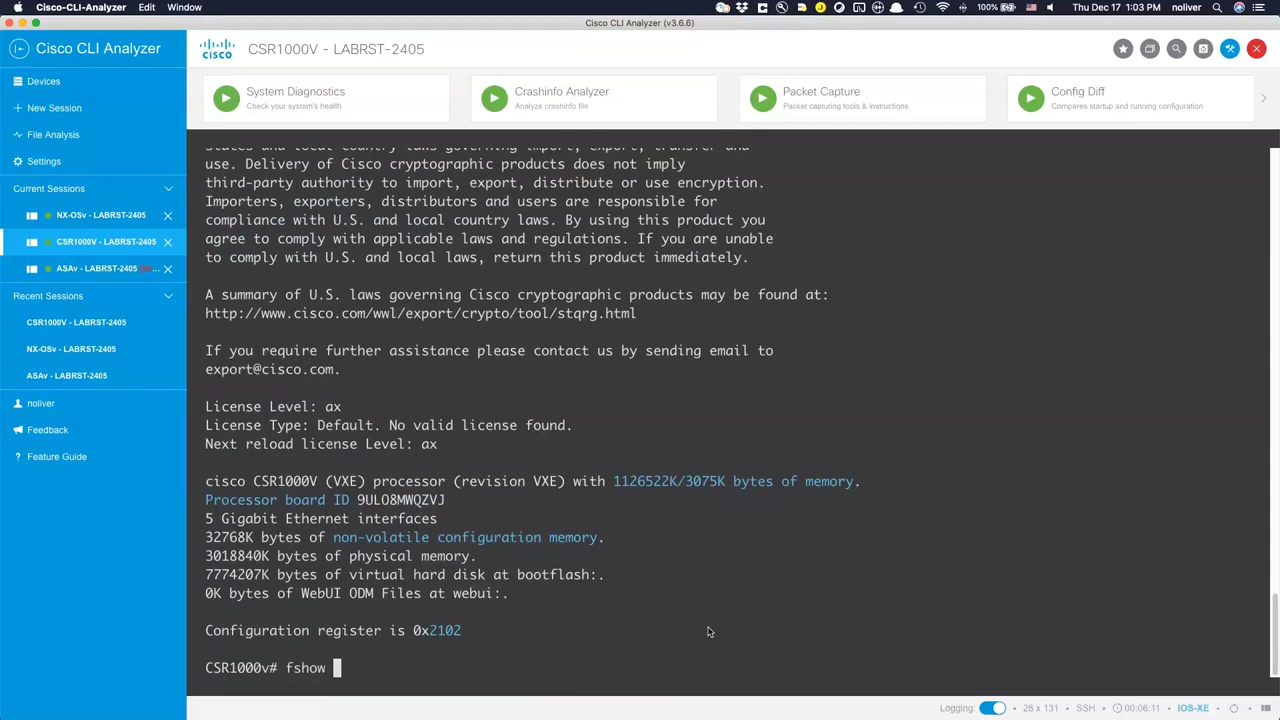 Cisco-CLI-Analyzer Edit Window
Thu Dec 17 1:03 PM noliver
Cisco CLI Analyzer (v3.6.6)
Cisco CLI Analyzer
cisco
CSR1000V - LABRST-2405
Devices
New Session
File Analysis
Settings
Current Sessions
NX-OSv - LABRST-2405
CSR1000V - LABRST-2405
ASAv - LABRST-2405
Recent Sessions
CSR1000V - LABRST-2405
NX-OSv - LABRST-2405
ASAv - LABRST-2405
noliver
Feedback
? Feature Guide
System Diagnostics
Check your system's health
Crashinfo Analyzer
Analyze crashinfo file
Packet Capture
Packet capturing tools & instructions
Config Diff
Compares startup and running configuration
States and local country laws governing import, export, transfer and
use. Delivery of Cisco cryptographic products does not imply
third-party authority to import, export, distribute or use encryption.
Importers, exporters, distributors and users are responsible for
compliance with U.S. and local country laws. By using this product you
agree to comply with applicable laws and regulations. If you are unable
to comply with U.S. and local laws, return this product immediately.
A summary of U.S. laws governing Cisco cryptographic products may be found at:
http://www.cisco.com/wwl/export/crypto/tool/stqrg.html
If you require further assistance please contact us by sending email to
export@cisco.com.
License Level: ax
License Type: Default. No valid license found.
Next reload license Level: ax
cisco CSR1000V (VXE) processor (revision VXE) with 1126522K/3075K bytes of memory.
Processor board ID 9ULO8MWQZVJ
5 Gigabit Ethernet interfaces
32768K bytes of non-volatile configuration memory.
3018840K bytes of physical memory.
7774207K bytes of virtual hard disk at bootflash:.
0K bytes of WebUI ODM Files at webui:.
Configuration register is 0x2102
CSR1000v# fshow
Logging: 28 x 131 SSH 00:06:11 IOS-XE